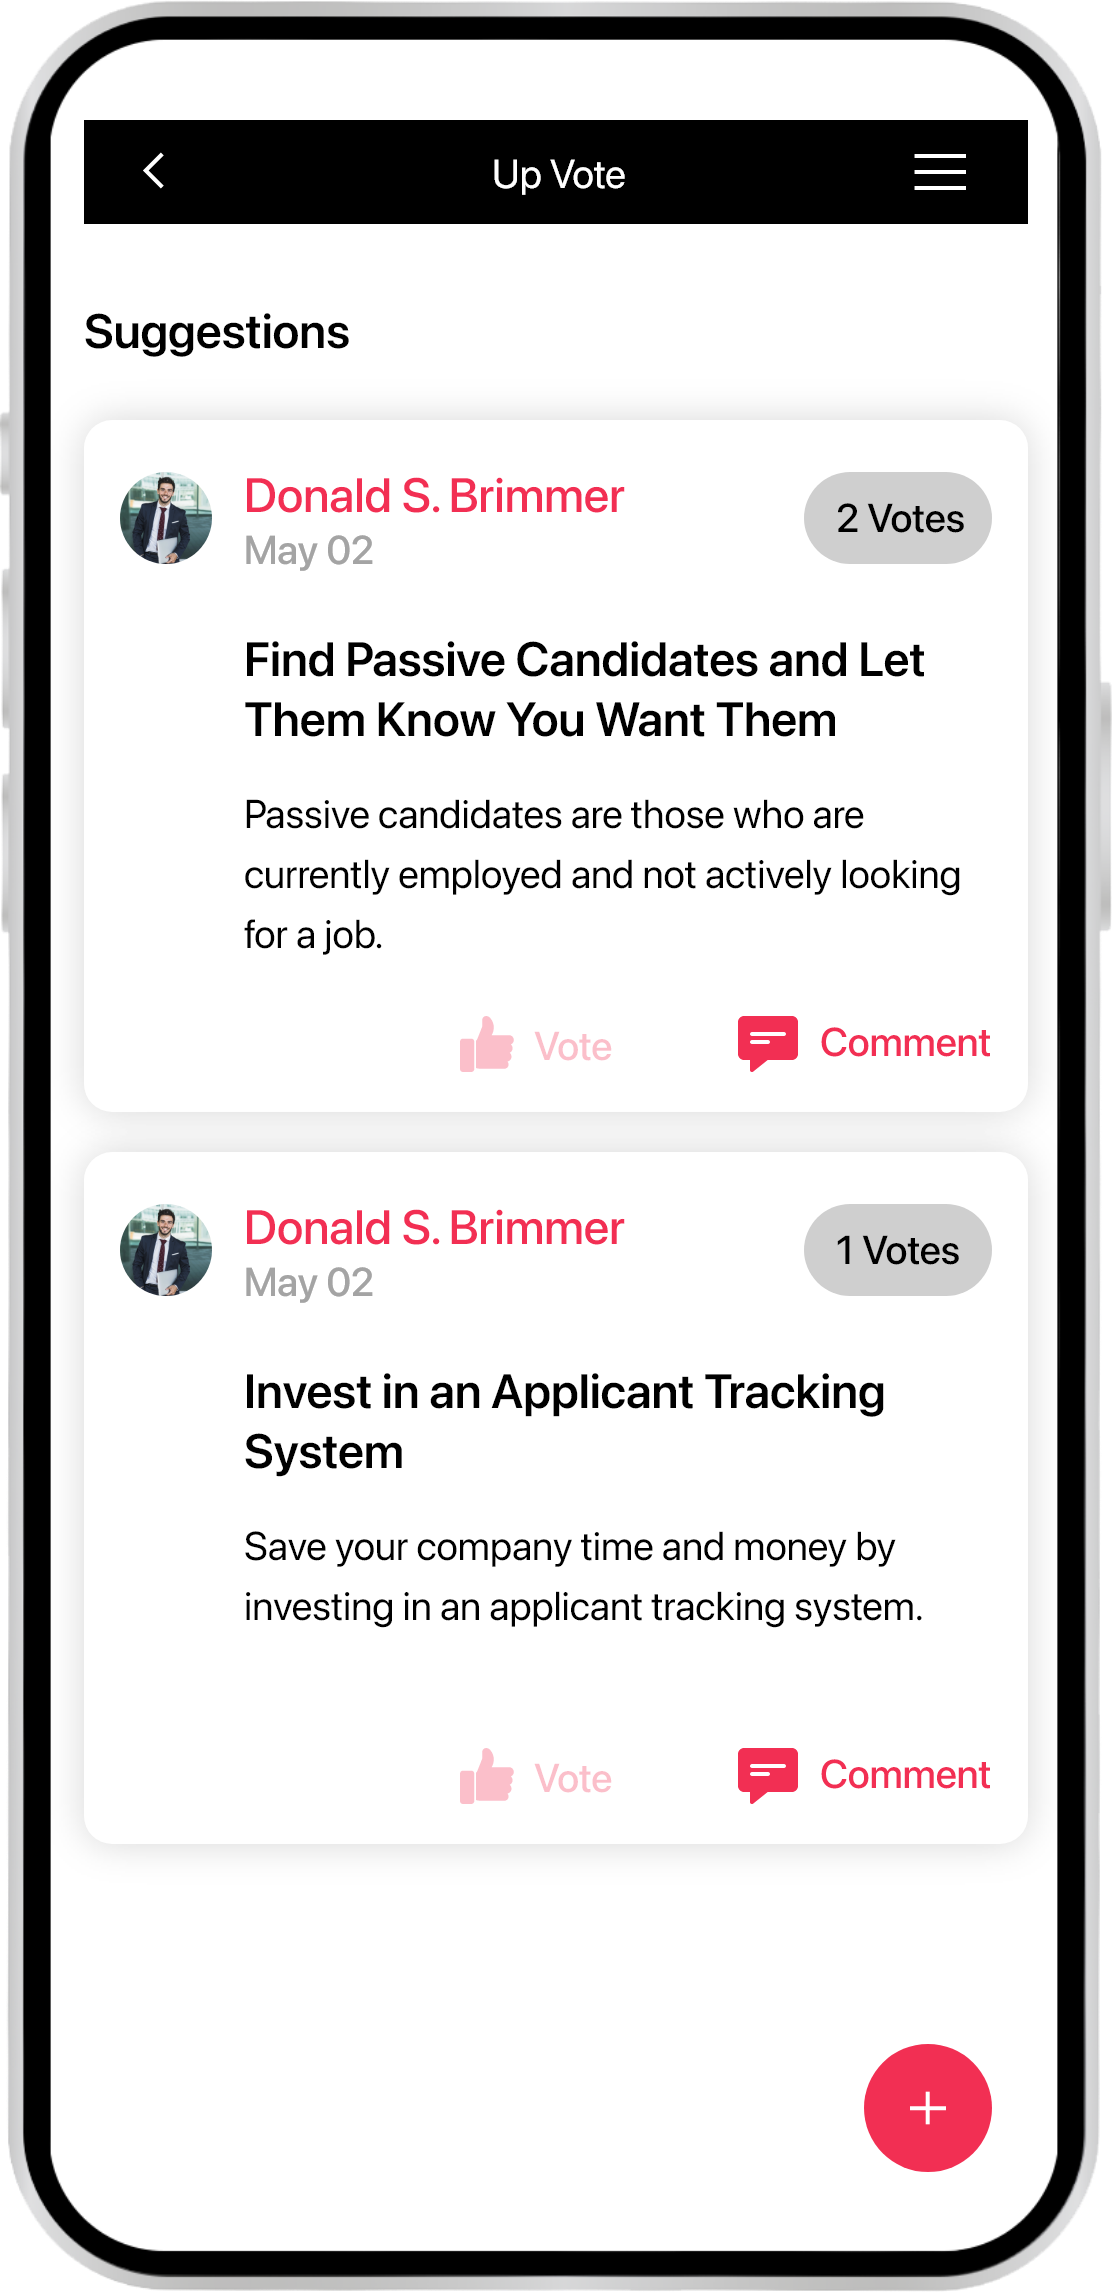 Up Vote
Suggestions
Donald S. Brimmer
May 02
2 Votes
Find Passive Candidates and Let
Them Know You Want Them
Passive candidates are those who are
currently employed and not actively looking
for a job.
Vote
Comment
Donald S. Brimmer
May 02
1 Votes
Invest in an Applicant Tracking
System
Save your company time and money by
investing in an applicant tracking system.
Vote
Comment